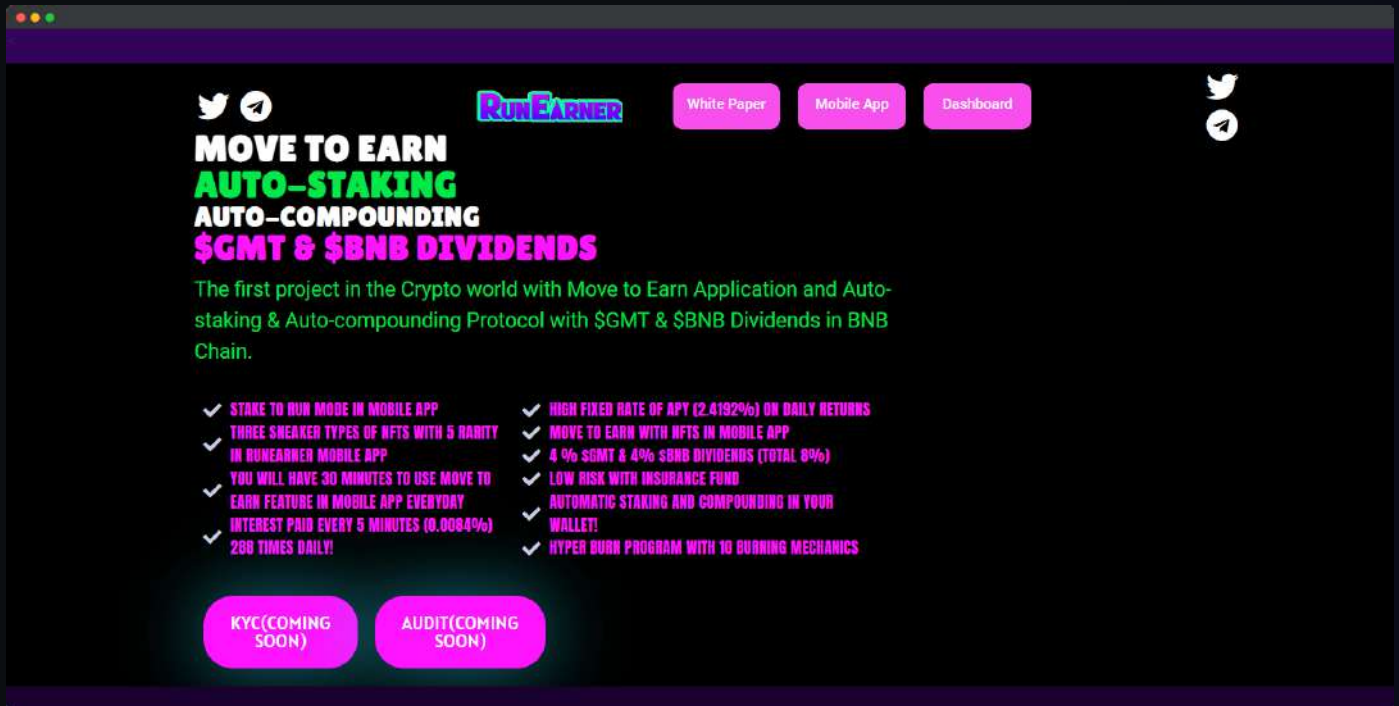 RUNEARNER
White Paper
Mobile App
Dashboard
MOVE TO EARN
AUTO-STAKING
AUTO-COMPOUNDING
$GMT & $BNB DIVIDENDS
The first project in the Crypto world with Move to Earn Application and Auto-
staking & Auto-compounding Protocol with $GMT & $BNB Dividends in BNB
Chain.
STAKE TO RUN MODE IN MOBILE APP
THREE SNEAKER TYPES OF NFTS WITH 5 RARITY
IN RUNEARNER MOBILE APP
YOU WILL HAVE 30 MINUTES TO USE MOVE TO
EARN FEATURE IN MOBILE APP EVERYDAY
INTEREST PAID EVERY 5 MINUTES (0.0084%)
288 TIMES DAILY!
HIGH FIXED RATE OF APY (2.4192%) ON DAILY RETURNS
MOVE TO EARN WITH NFTS IN MOBILE APP
4 % $GMT & 4% $BNB DIVIDENDS (TOTAL 8%)
LOW RISK WITH INSURANCE FUND
AUTOMATIC STAKING AND COMPOUNDING IN YOUR
WALLET!
HYPER BURN PROGRAM WITH 10 BURNING MECHANICS
KYC(COMING
SOON)
AUDIT(COMING
SOON)